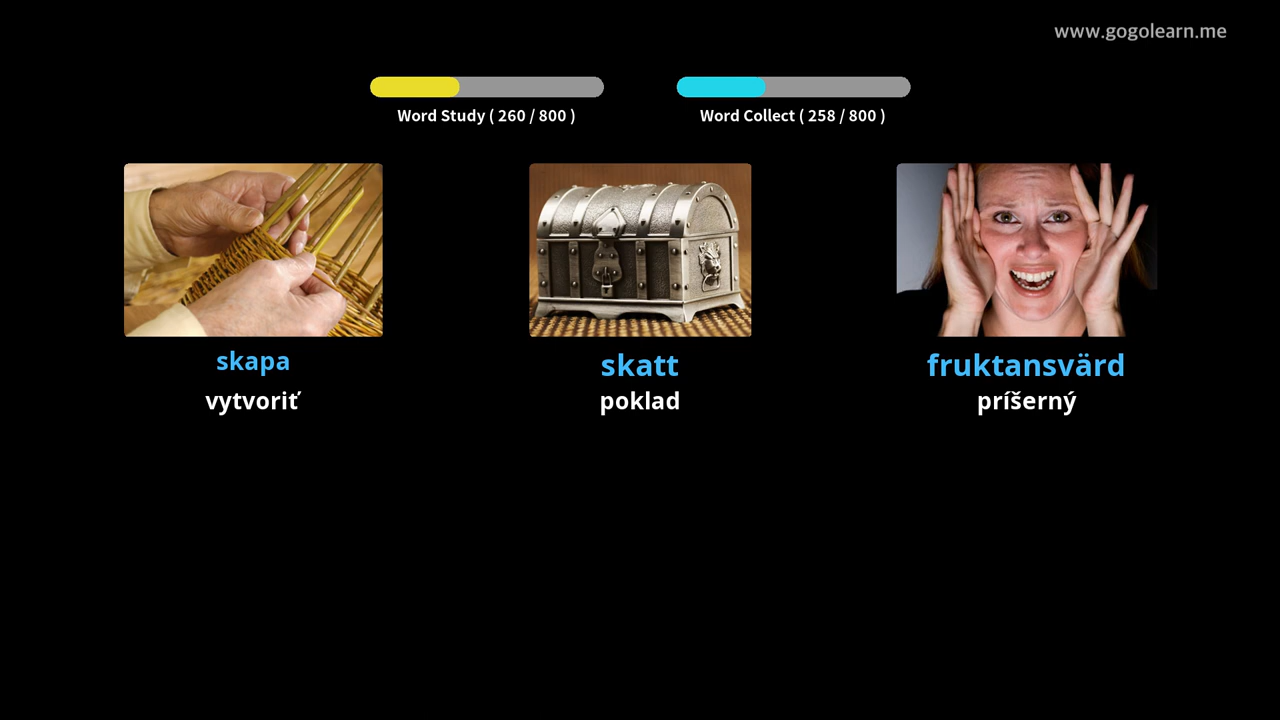 www.gogolearn.me
Word Study ( 260 / 800 )
Word Collect ( 258 / 800 )
skapa
vytvoriť
skatt
poklad
fruktansvärd
príšerný